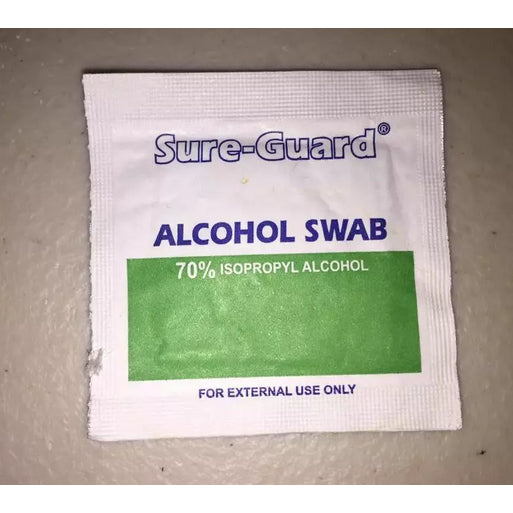 Sure-Guard®
ALCOHOL SWAB
70% ISOPROPYL ALCOHOL
FOR EXTERNAL USE ONLY